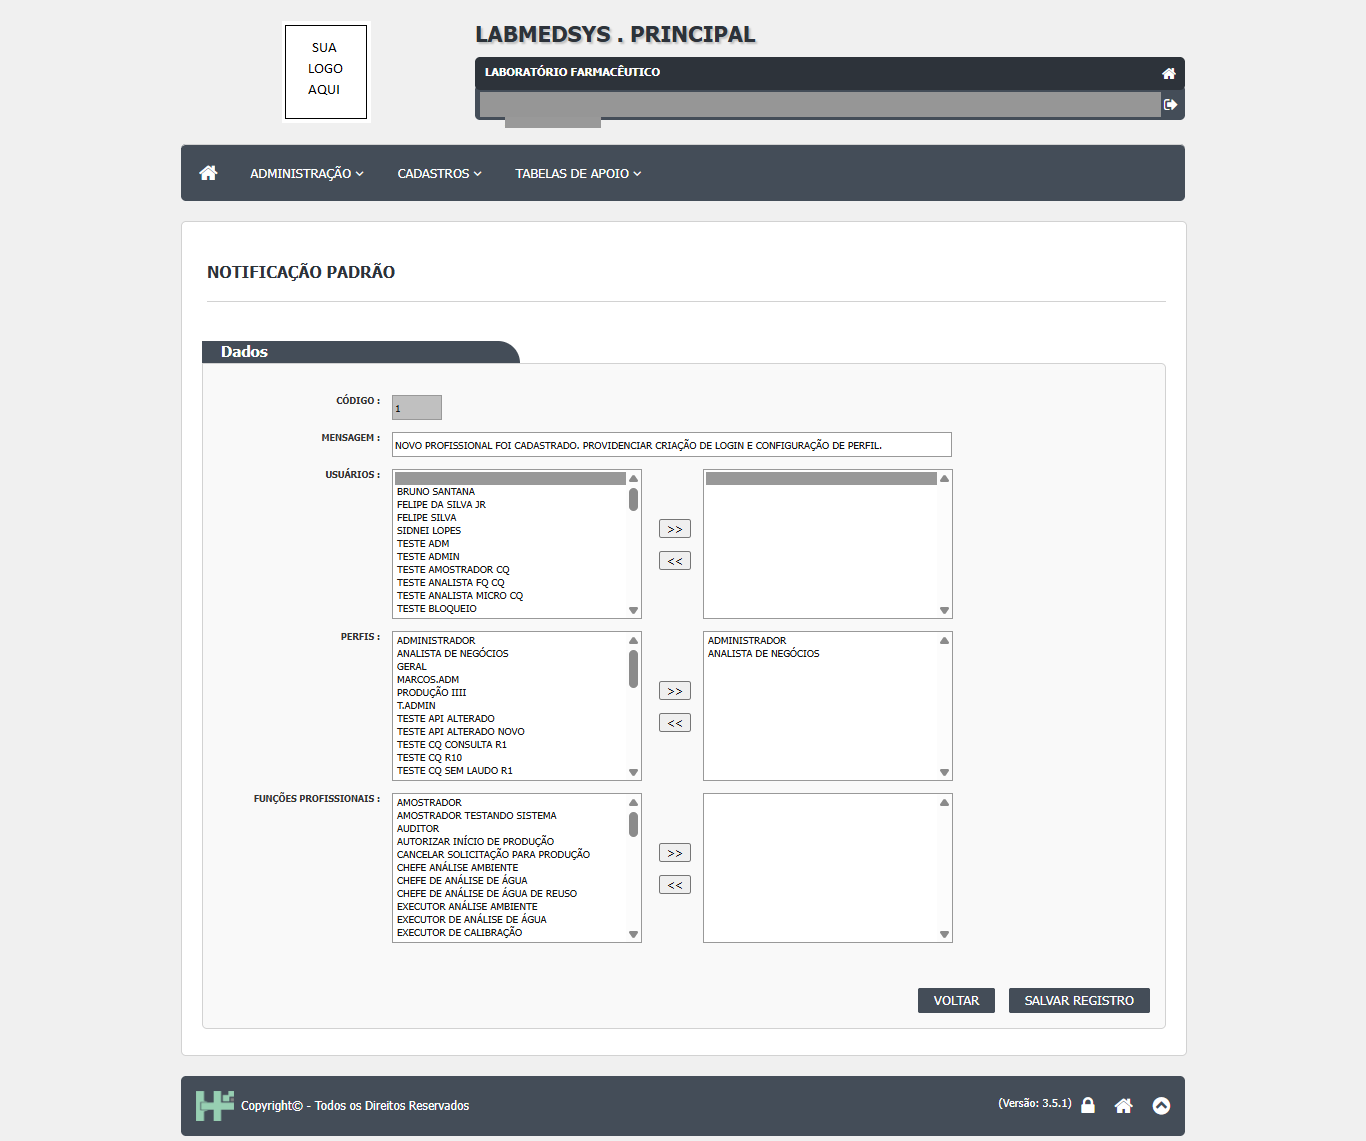 SUA
LOGO
AQUI
LABMEDSYS . PRINCIPAL
LABORATÓRIO FARMACÊUTICO
ADMINISTRAÇÃO
CADASTROS
TABELAS DE APOIO
NOTIFICAÇÃO PADRÃO
Dados
CÓDIGO :
1
MENSAGEM :
NOVO PROFISSIONAL FOI CADASTRADO. PROVIDENCIAR CRIAÇÃO DE LOGIN E CONFIGURAÇÃO DE PERFIL.
USUÁRIOS :
BRUNO SANTANA
FELIPE DA SILVA JR
FELIPE SILVA
SIDNEI LOPES
TESTE ADM
TESTE ADMIN
TESTE AMOSTRADOR CQ
TESTE ANALISTA FQ CQ
TESTE ANALISTA MICRO CQ
TESTE BLOQUEIO
>>
<<
PERFIS :
ADMINISTRADOR
ANALISTA DE NEGÓCIOS
GERAL
MARCOS.ADM
PRODUÇÃO IIII
T.ADMIN
TESTE API ALTERADO
TESTE API ALTERADO NOVO
TESTE CQ CONSULTA R1
TESTE CQ R10
TESTE CQ SEM LAUDO R1
>>
<<
ADMINISTRADOR
ANALISTA DE NEGÓCIOS
FUNÇÕES PROFISSIONAIS :
AMOSTRADOR
AMOSTRADOR TESTANDO SISTEMA
AUDITOR
AUTORIZAR INÍCIO DE PRODUÇÃO
CANCELAR SOLICITAÇÃO PARA PRODUÇÃO
CHEFE ANÁLISE AMBIENTE
CHEFE DE ANÁLISE DE ÁGUA
CHEFE DE ANÁLISE DE ÁGUA DE REUSO
EXECUTOR ANÁLISE AMBIENTE
EXECUTOR DE ANÁLISE DE ÁGUA
EXECUTOR DE CALIBRAÇÃO
>>
<<
VOLTAR
SALVAR REGISTRO
Copyright© - Todos os Direitos Reservados
(Versão: 3.5.1)